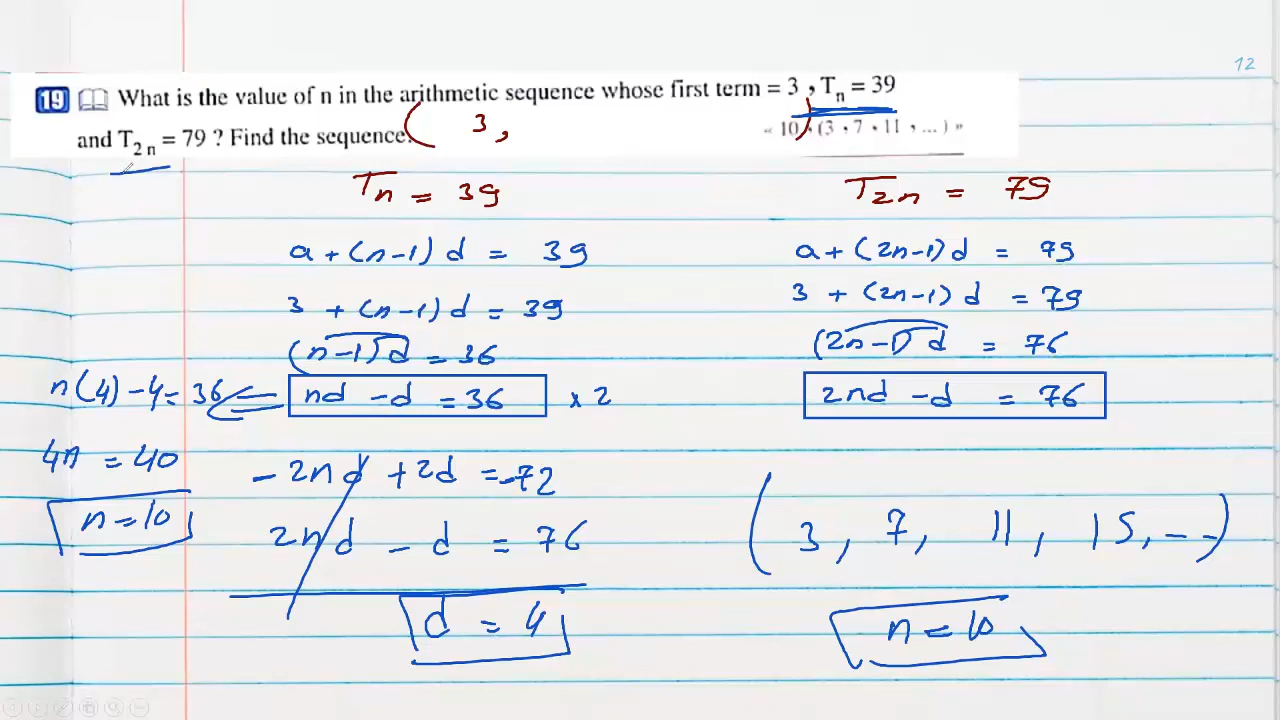 12
19 What is the value of n in the arithmetic sequence whose first term = 3 , Tn = 39
and T2n = 79 ? Find the sequence. « 10 , (3 , 7 , 11 , ...) »
( 3, )
Tn = 39
T2n = 79
a + (n-1) d = 39
a + (2n-1) d = 79
3 + (n-1) d = 39
3 + (2n-1) d = 79
(n-1) d = 36
(2n-1) d = 76
n(4) -4 = 36
nd -d = 36 x 2
2nd -d = 76
4n = 40
n = 10
- 2nd + 2d = -72
2nd - d = 76
d = 4
( 3, 7, 11, 15, -- )
n = 10